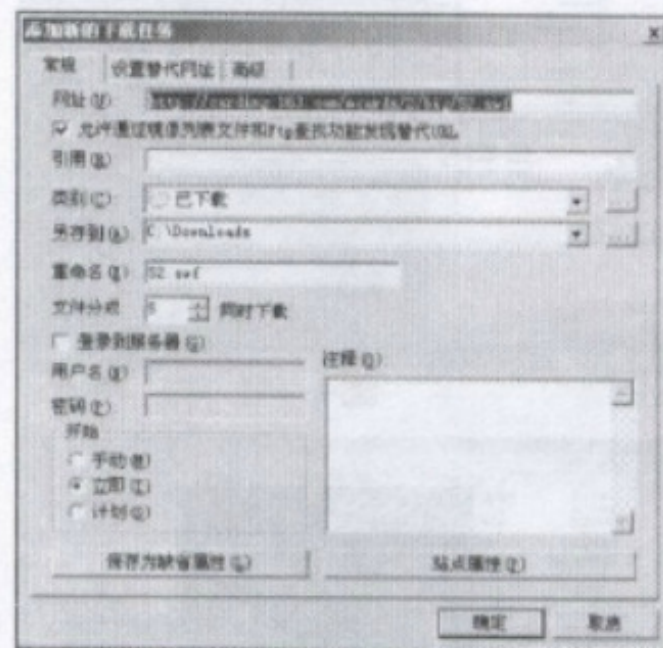 添加新的下载任务
常规 设置替代网址 高级
网址(U)
允许通过镜像列表文件和Ftp查找功能发现替代URL
引用(R)
类别(C) 已下载 ...
另存到(A) C:\Downloads ...
重命名(E) 52.swf
文件分成 5 同时下载
登录到服务器(G)
用户名(U)
密码(P)
注释(O)
开始
手动(M)
立即(I)
计划(S)
保存为缺省属性(L) 站点属性(P)
确定 取消